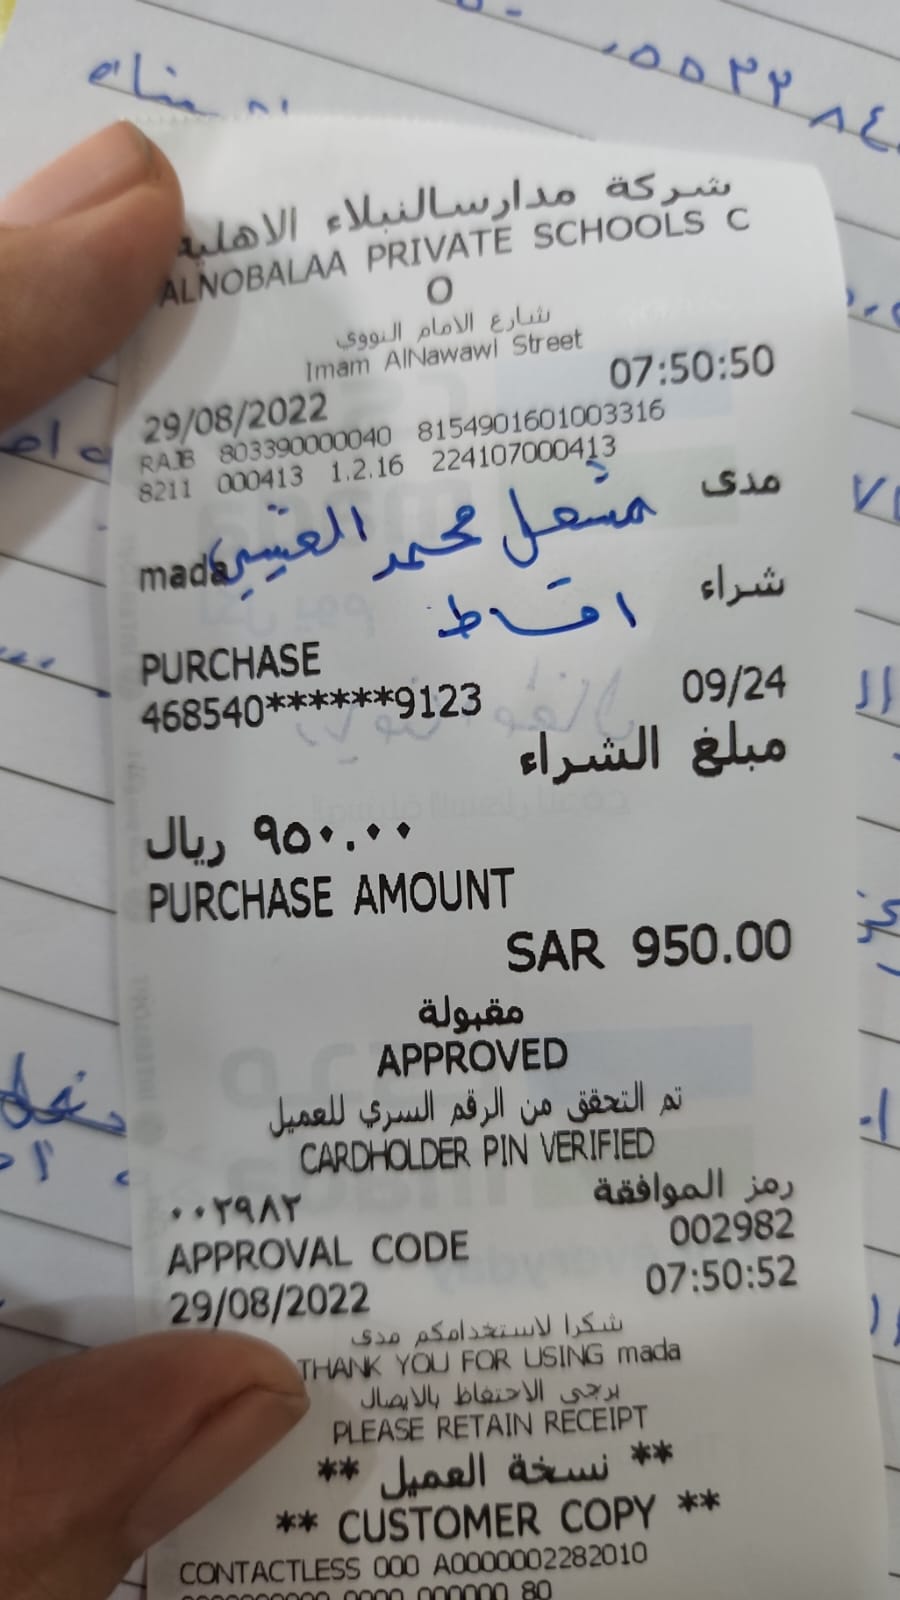 شركة مدارسالنبلاء الاهلية
ALNOBALAA PRIVATE SCHOOLS C
O
شارع الامام النووي
Imam AlNawawi Street
29/08/2022 07:50:50
RAJB 803390000040 8154901601003316
8211 000413 1.2.16 224107000413
مدى
mada
مشعل محمد العتيبي
شراء
اقساط
PURCHASE
468540******9123 09/24
مبلغ الشراء
٩٥٠.٠٠ ريال
PURCHASE AMOUNT
SAR 950.00
مقبولة
APPROVED
تم التحقق من الرقم السري للعميل
CARDHOLDER PIN VERIFIED
رمز الموافقة ٠٠٢٩٨٢
APPROVAL CODE 002982
29/08/2022 07:50:52
شكرا لاستخدامكم مدى
THANK YOU FOR USING mada
يرجى الاحتفاظ بالايصال
PLEASE RETAIN RECEIPT
** نسخة العميل **
** CUSTOMER COPY **
CONTACTLESS 000 A0000002282010